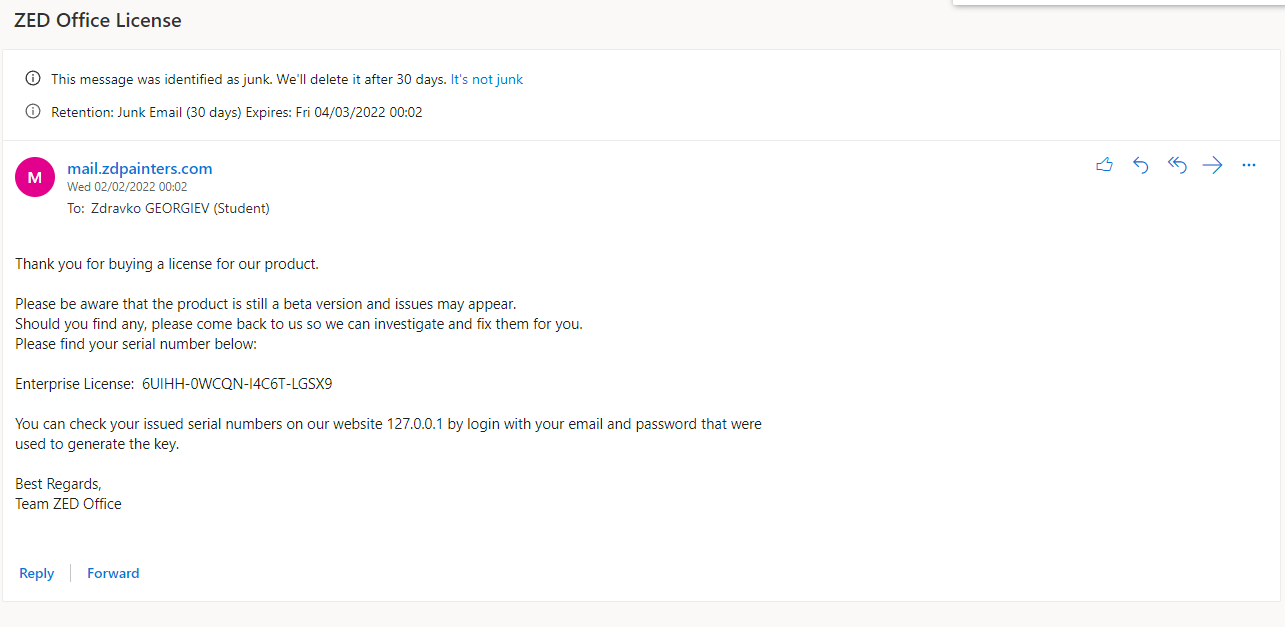 ZED Office License
This message was identified as junk. We'll delete it after 30 days. It's not junk
Retention: Junk Email (30 days) Expires: Fri 04/03/2022 00:02
M
mail.zdpainters.com
Wed 02/02/2022 00:02
To: Zdravko GEORGIEV (Student)
Thank you for buying a license for our product.
Please be aware that the product is still a beta version and issues may appear.
Should you find any, please come back to us so we can investigate and fix them for you.
Please find your serial number below:
Enterprise License: 6UIHH-0WCQN-I4C6T-LGSX9
You can check your issued serial numbers on our website 127.0.0.1 by login with your email and password that were
used to generate the key.
Best Regards,
Team ZED Office
Reply
Forward